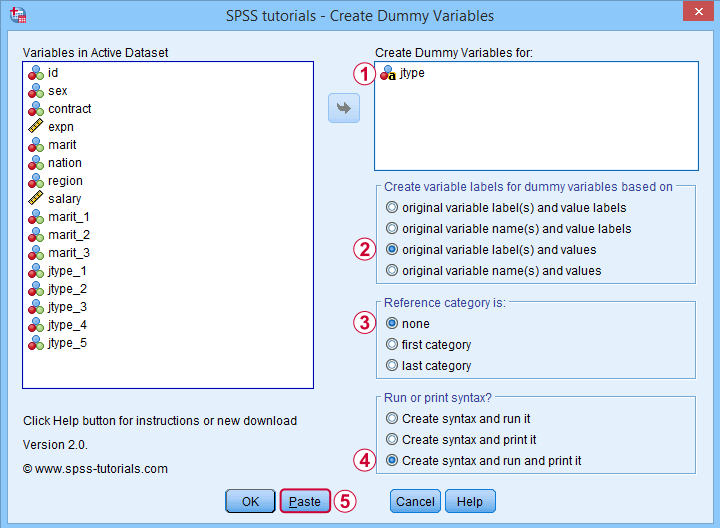 SPSS tutorials - Create Dummy Variables
Variables in Active Dataset
id
sex
contract
expn
marit
nation
region
salary
marit_1
marit_2
marit_3
jtype_1
jtype_2
jtype_3
jtype_4
jtype_5
Click Help button for instructions or new download
Version 2.0.
© www.spss-tutorials.com
Create Dummy Variables for:
1 a jtype
Create variable labels for dummy variables based on
original variable label(s) and value labels
original variable name(s) and value labels
2 original variable label(s) and values
original variable name(s) and values
Reference category is:
3 none
first category
last category
Run or print syntax?
Create syntax and run it
Create syntax and print it
4 Create syntax and run and print it
OK Paste 5 Cancel Help